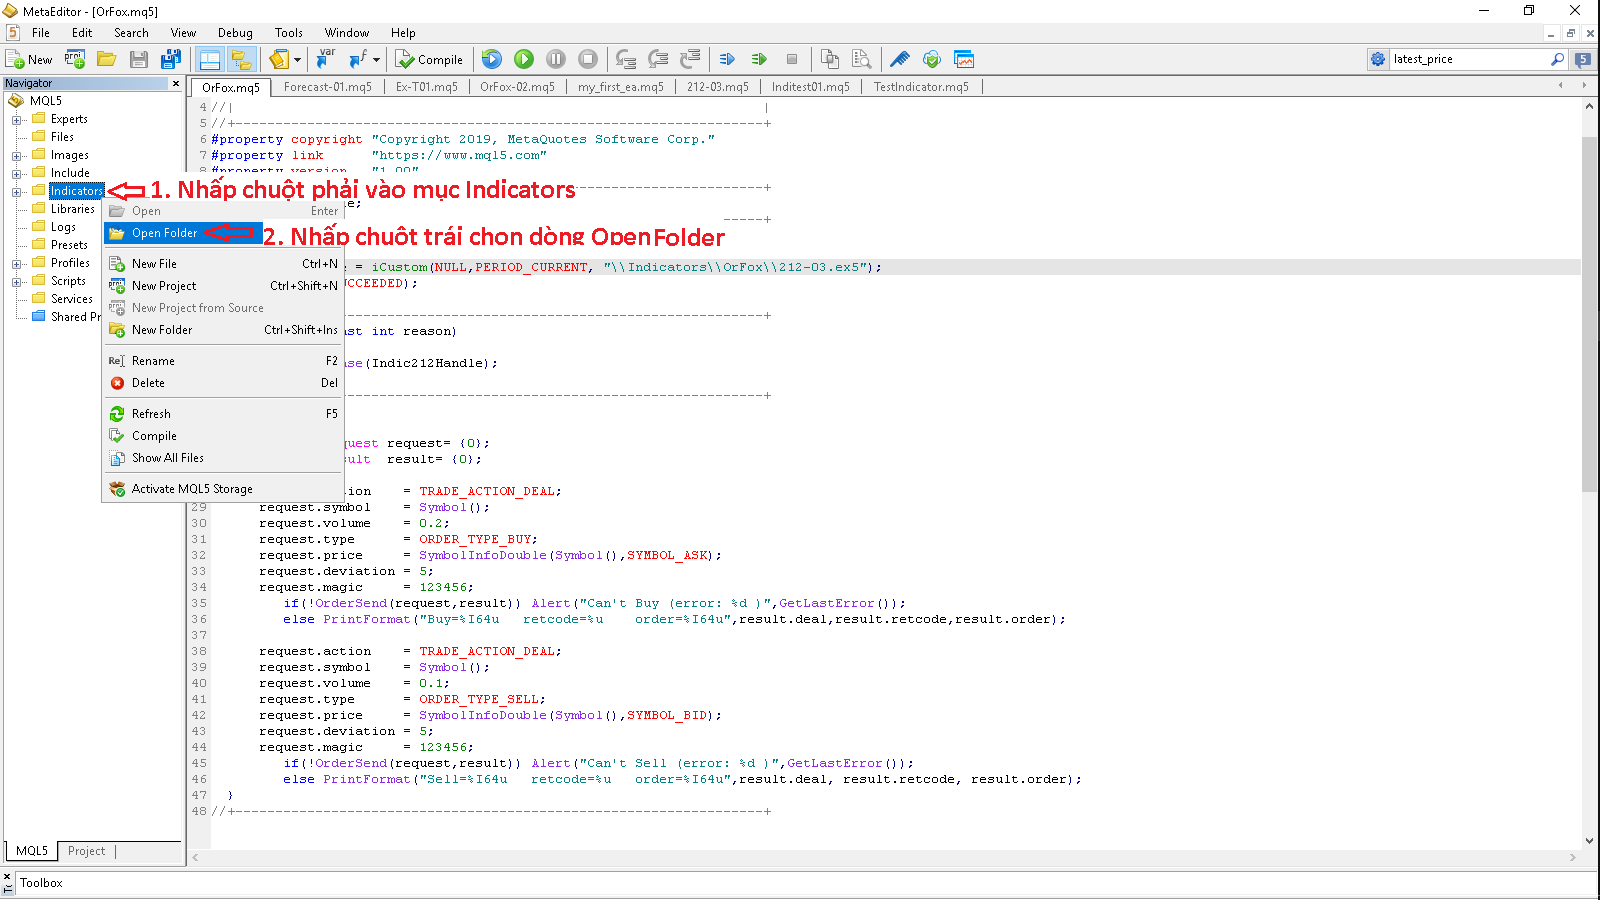 MetaEditor - [OrFox.mq5]
File Edit Search View Debug Tools Window Help
New Compile latest_price
Navigator
MQL5
Experts
Files
Images
Include
Indicators
Libraries
Logs
Presets
Profiles
Scripts
Services
Shared Pr
1. Nhấp chuột phải vào mục Indicators
2. Nhấp chuột trái chọn dòng Open Folder
Open Enter
Open Folder
New File Ctrl+N
New Project Ctrl+Shift+N
New Project from Source
New Folder Ctrl+Shift+Ins
Rename F2
Delete Del
Refresh F5
Compile
Show All Files
Activate MQL5 Storage
OrFox.mq5 Forecast-01.mq5 Ex-T01.mq5 OrFox-02.mq5 my_first_ea.mq5 212-03.mq5 Inditest01.mq5 TestIndicator.mq5
4 //| |
5 //+------------------------------------------------------------------+
6 #property copyright "Copyright 2019, MetaQuotes Software Corp."
7 #property link "https://www.mql5.com"
8 #property version "1.00"
= iCustom(NULL,PERIOD_CURRENT, "\\Indicators\\OrFox\\212-03.ex5");
UCCEEDED);
st int reason)
se(Indic212Handle);
quest request= {0};
sult result= {0};
ion = TRADE_ACTION_DEAL;
29 request.symbol = Symbol();
30 request.volume = 0.2;
31 request.type = ORDER_TYPE_BUY;
32 request.price = SymbolInfoDouble(Symbol(),SYMBOL_ASK);
33 request.deviation = 5;
34 request.magic = 123456;
35 if(!OrderSend(request,result)) Alert("Can't Buy (error: %d )",GetLastError());
36 else PrintFormat("Buy=%I64u retcode=%u order=%I64u",result.deal,result.retcode,result.order);
37
38 request.action = TRADE_ACTION_DEAL;
39 request.symbol = Symbol();
40 request.volume = 0.1;
41 request.type = ORDER_TYPE_SELL;
42 request.price = SymbolInfoDouble(Symbol(),SYMBOL_BID);
43 request.deviation = 5;
44 request.magic = 123456;
45 if(!OrderSend(request,result)) Alert("Can't Sell (error: %d )",GetLastError());
46 else PrintFormat("Sell=%I64u retcode=%u order=%I64u",result.deal, result.retcode, result.order);
47 }
48 //+------------------------------------------------------------------+
MQL5 Project
Toolbox